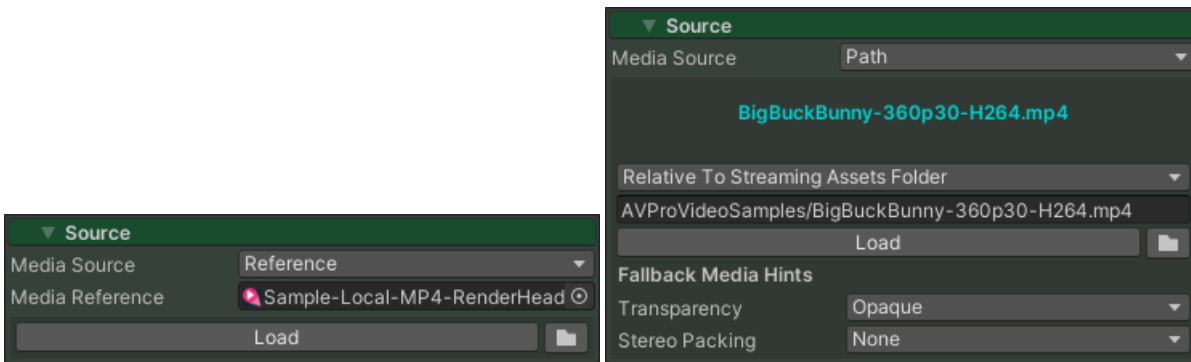 Source
Media Source Reference
Media Reference Sample-Local-MP4-RenderHead
Load
Source
Media Source Path
BigBuckBunny-360p30-H264.mp4
Relative To Streaming Assets Folder
AVProVideoSamples/BigBuckBunny-360p30-H264.mp4
Load
Fallback Media Hints
Transparency Opaque
Stereo Packing None